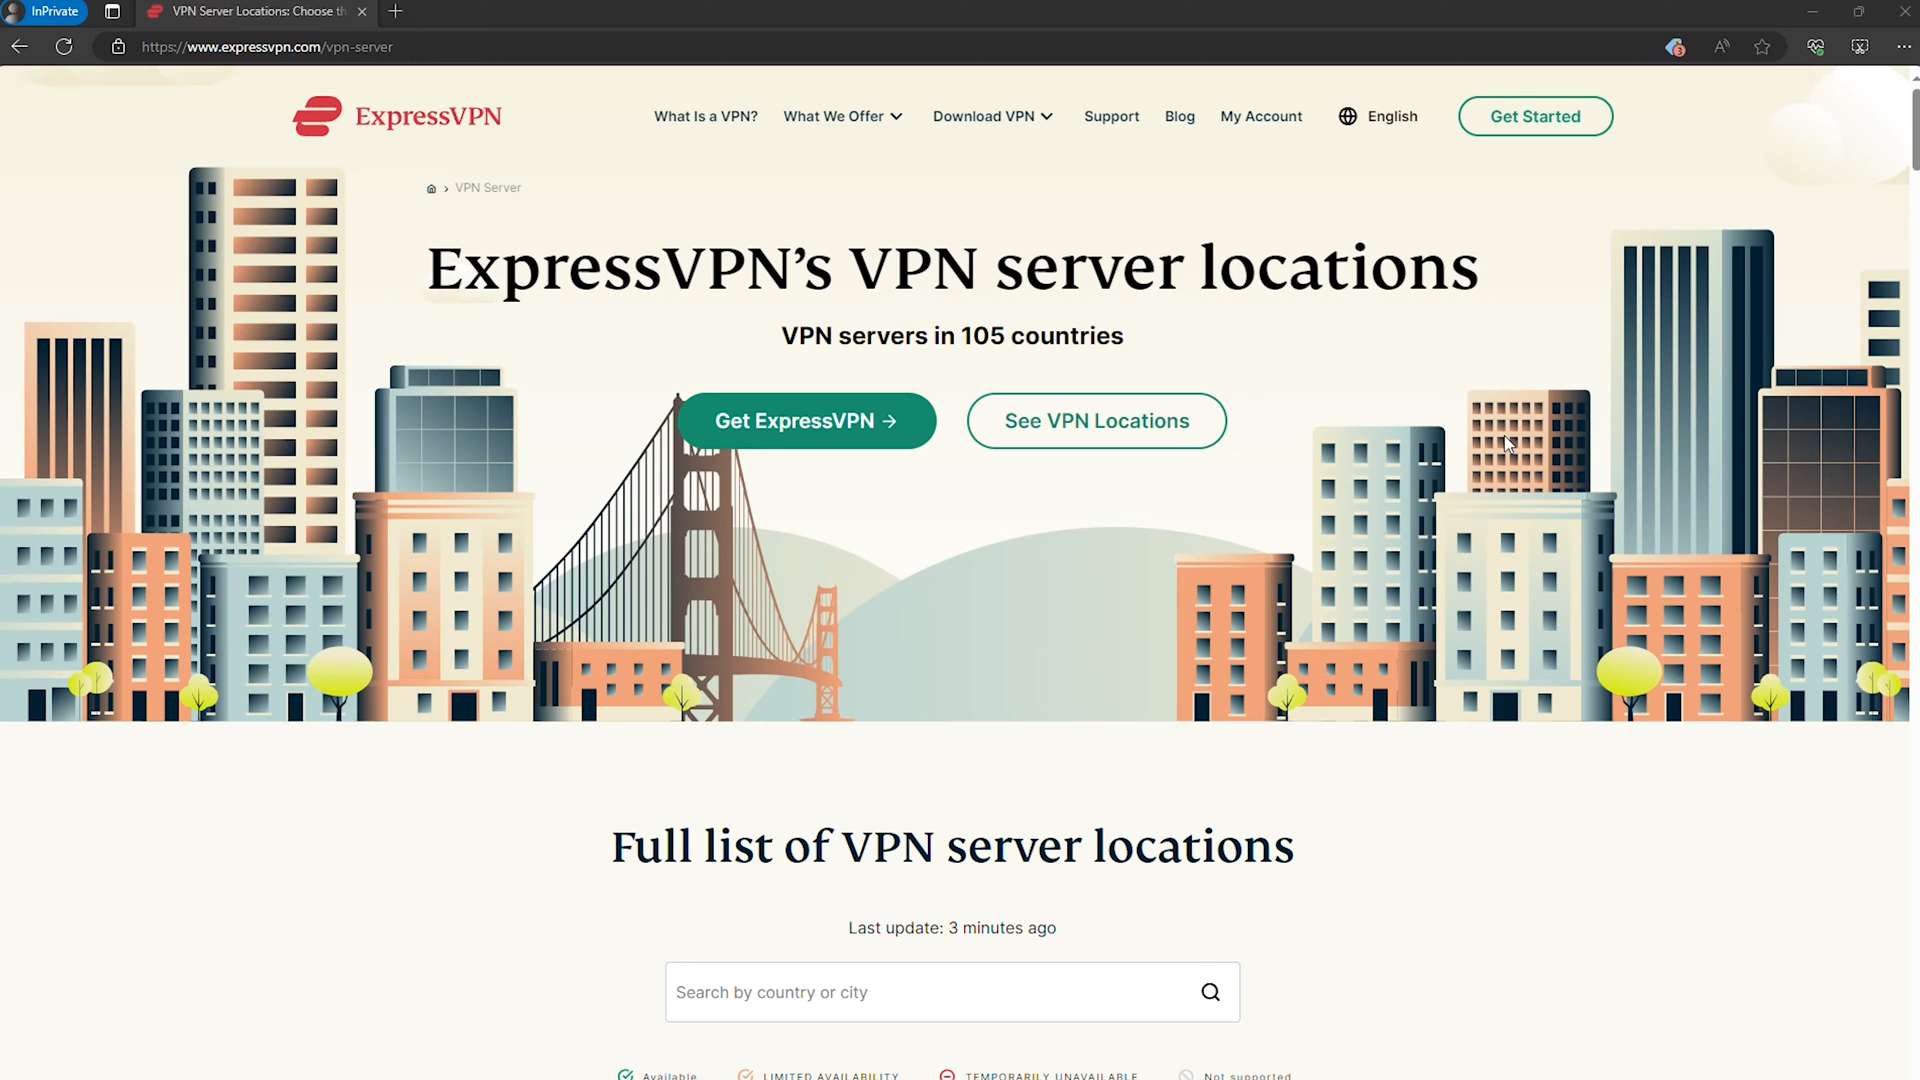 InPrivate
VPN Server Locations: Choose th
https://www.expressvpn.com/vpn-server
3
ExpressVPN
What Is a VPN?
What We Offer
Download VPN
Support
Blog
My Account
English
Get Started
VPN Server
ExpressVPN’s VPN server locations
VPN servers in 105 countries
Get ExpressVPN
See VPN Locations
Full list of VPN server locations
Last update: 3 minutes ago
Search by country or city
Available
LIMITED AVAILABILITY
TEMPORARILY UNAVAILABLE
Not supported